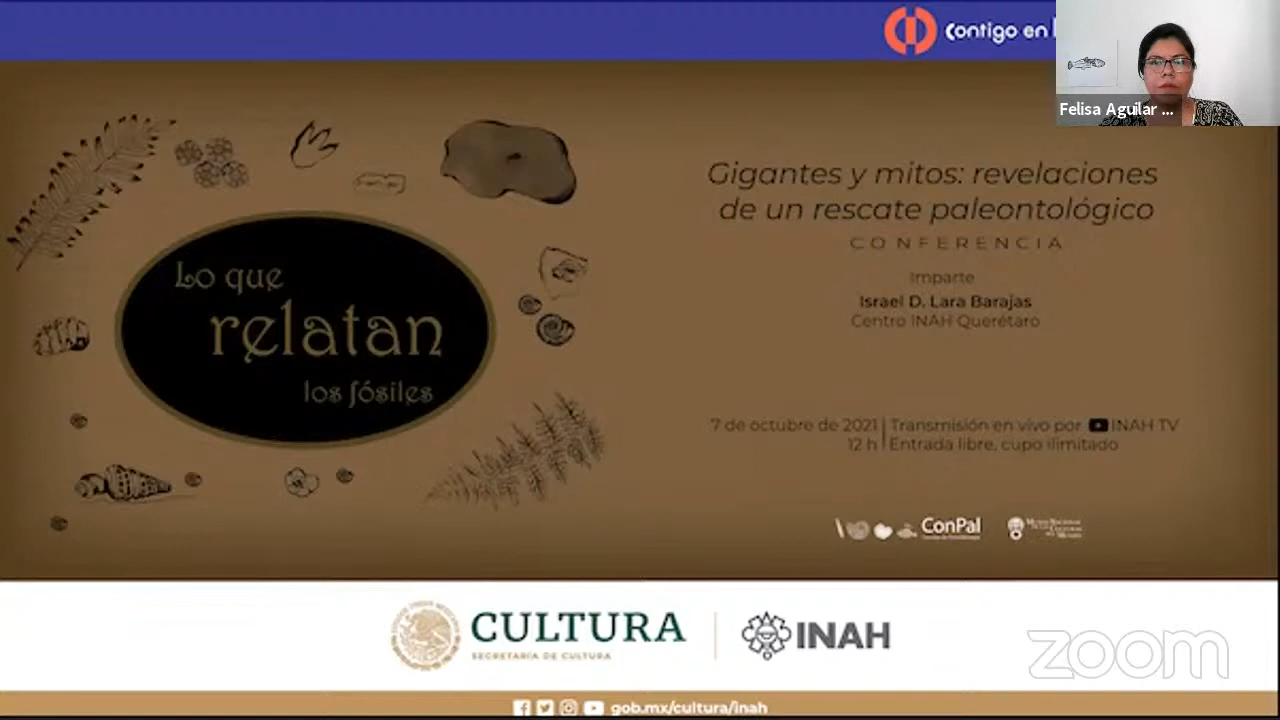 Contigo en
Felisa Aguilar ...
Gigantes y mitos: revelaciones
de un rescate paleontológico
CONFERENCIA
Imparte
Israel D. Lara Barajas
Centro INAH Querétaro
Lo que
relatan
los fósiles
7 de octubre de 2021 | Transmisión en vivo por INAH TV
12 h | Entrada libre, cupo ilimitado
ConPal
CULTURA
SECRETARÍA DE CULTURA
INAH
zoom
gob.mx/cultura/inah